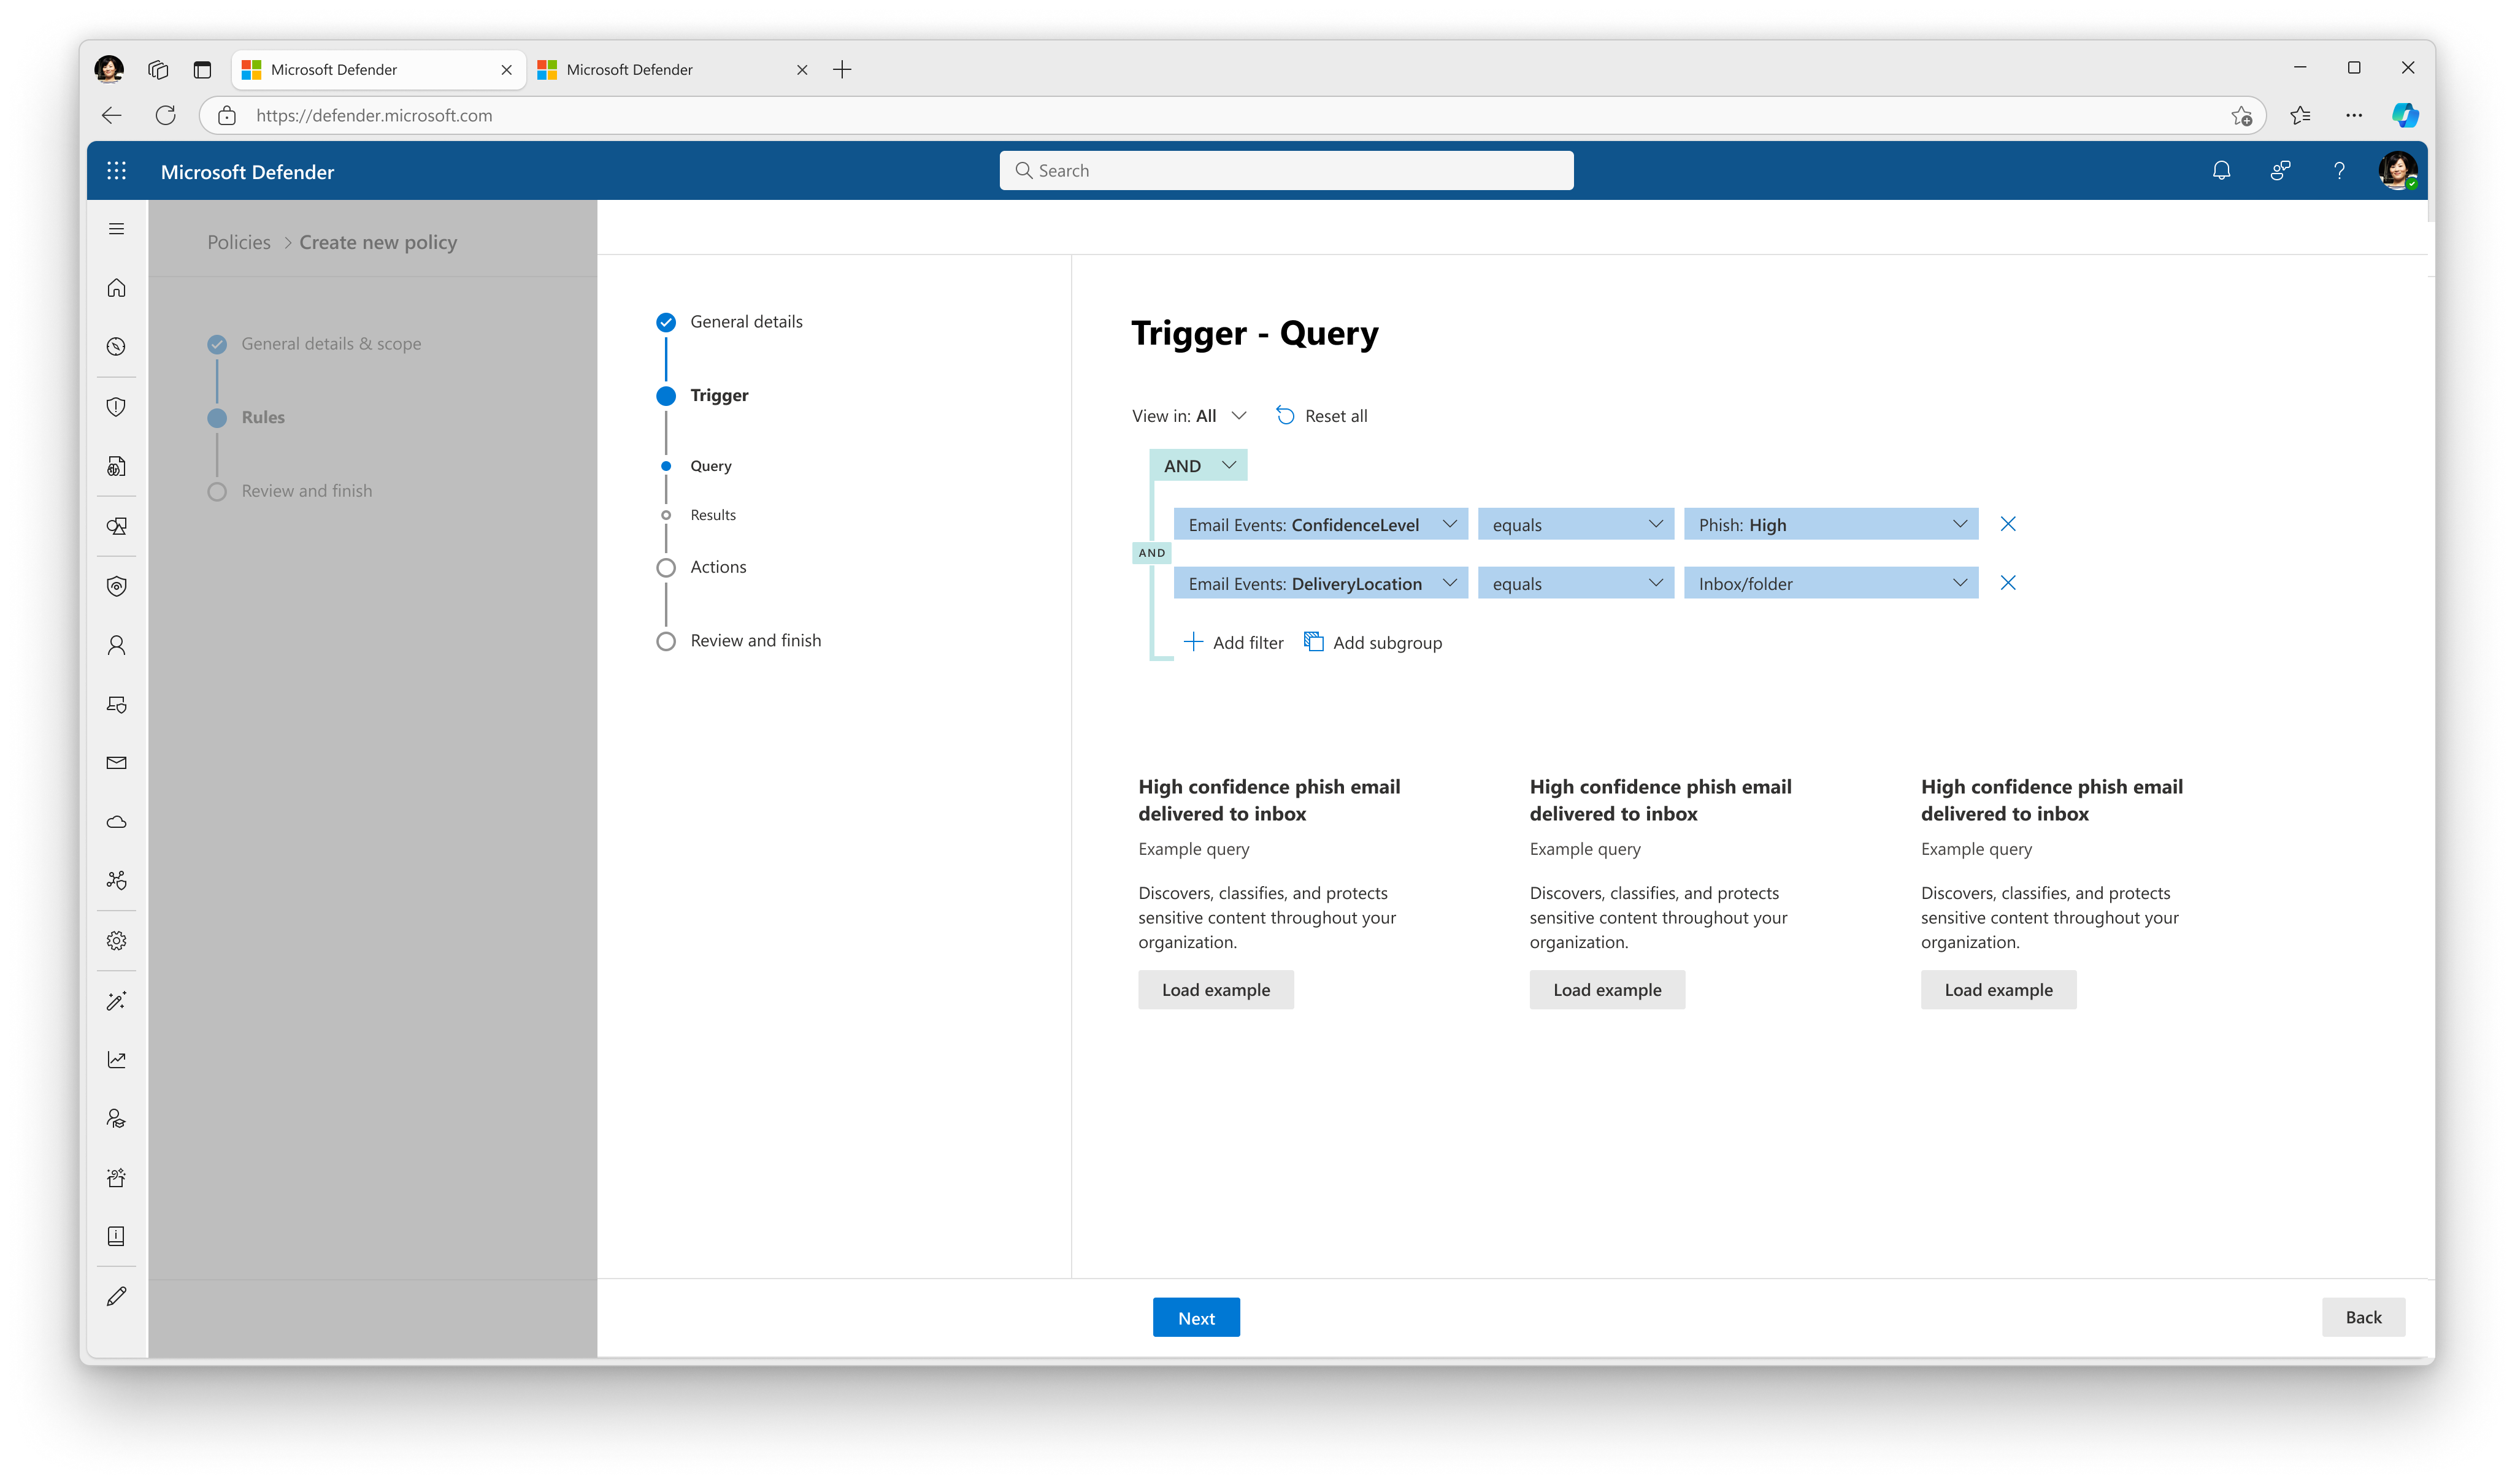 Microsoft Defender
Microsoft Defender
https://defender.microsoft.com
Microsoft Defender
Search
Policies > Create new policy
General details & scope
Rules
Review and finish
General details
Trigger
Query
Results
Actions
Review and finish
Trigger - Query
View in: All
Reset all
AND
Email Events: ConfidenceLevel
equals
Phish: High
AND
Email Events: DeliveryLocation
equals
Inbox/folder
Add filter
Add subgroup
High confidence phish email
delivered to inbox
Example query
Discovers, classifies, and protects
sensitive content throughout your
organization.
Load example
High confidence phish email
delivered to inbox
Example query
Discovers, classifies, and protects
sensitive content throughout your
organization.
Load example
High confidence phish email
delivered to inbox
Example query
Discovers, classifies, and protects
sensitive content throughout your
organization.
Load example
Next
Back